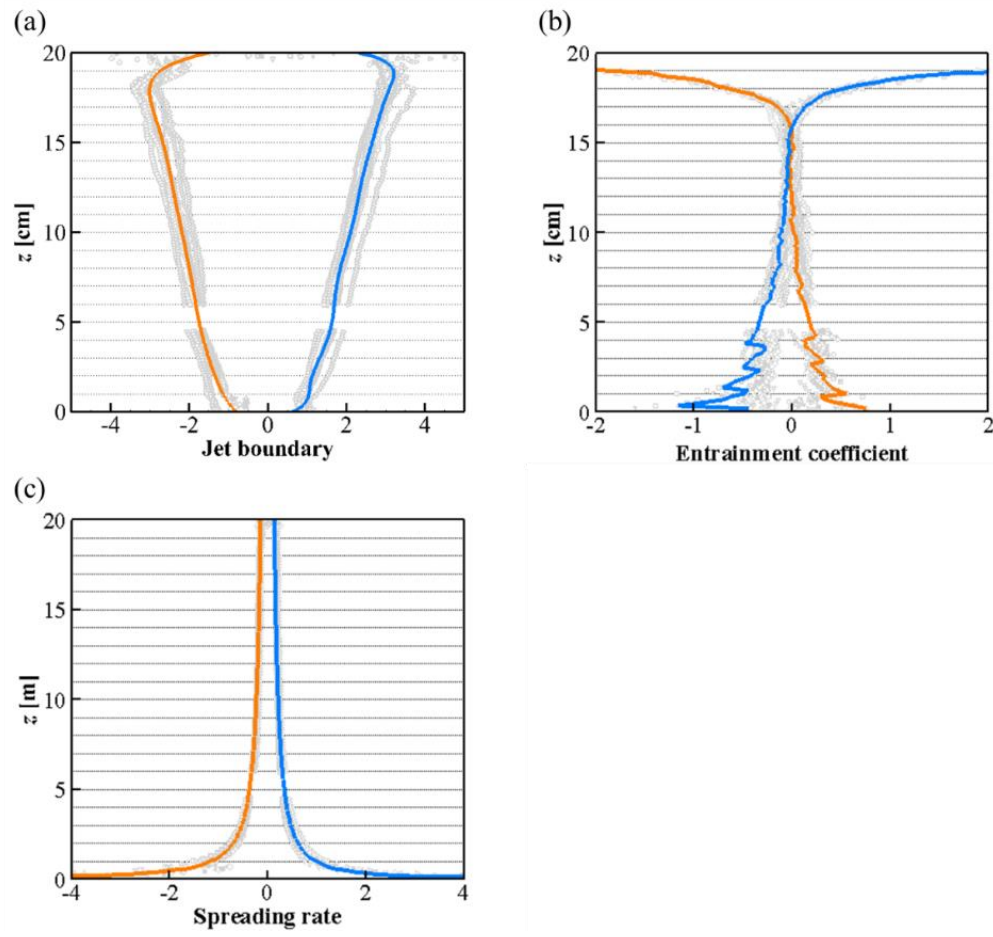 (a)
20
15
z [cm]
10
5
0
-4 -2 0 2 4
Jet boundary
(b)
20
15
z [cm]
10
5
0
-2 -1 0 1 2
Entrainment coefficient
(c)
20
15
z [m]
10
5
0
-4 -2 0 2 4
Spreading rate